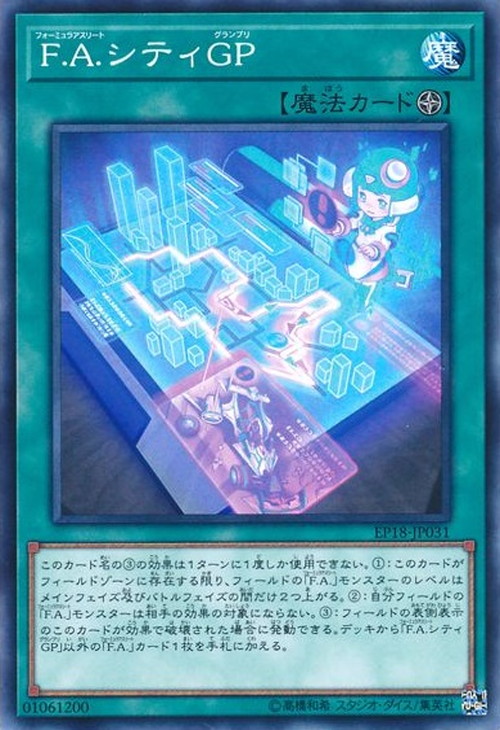 フォーミュラアスリート グランプリ
F.A.シティGP
魔
ま ほう
【魔法カード】
EP18-JP031
このカード名の③の効果は1ターンに1度しか使用できない。①：このカードが
フィールドゾーンに存在する限り、フィールドの「F.A.」モンスターのレベルは
メインフェイズ及びバトルフェイズの間だけ2つ上がる。②：自分フィールドの
「F.A.」モンスターは相手の効果の対象にならない。③：フィールドの表側表示
のこのカードが効果で破壊された場合に発動できる。デッキから「F.A.シティ
GP」以外の「F.A.」カード1枚を手札に加える。
01061200
©高橋和希 スタジオ・ダイス/集英社